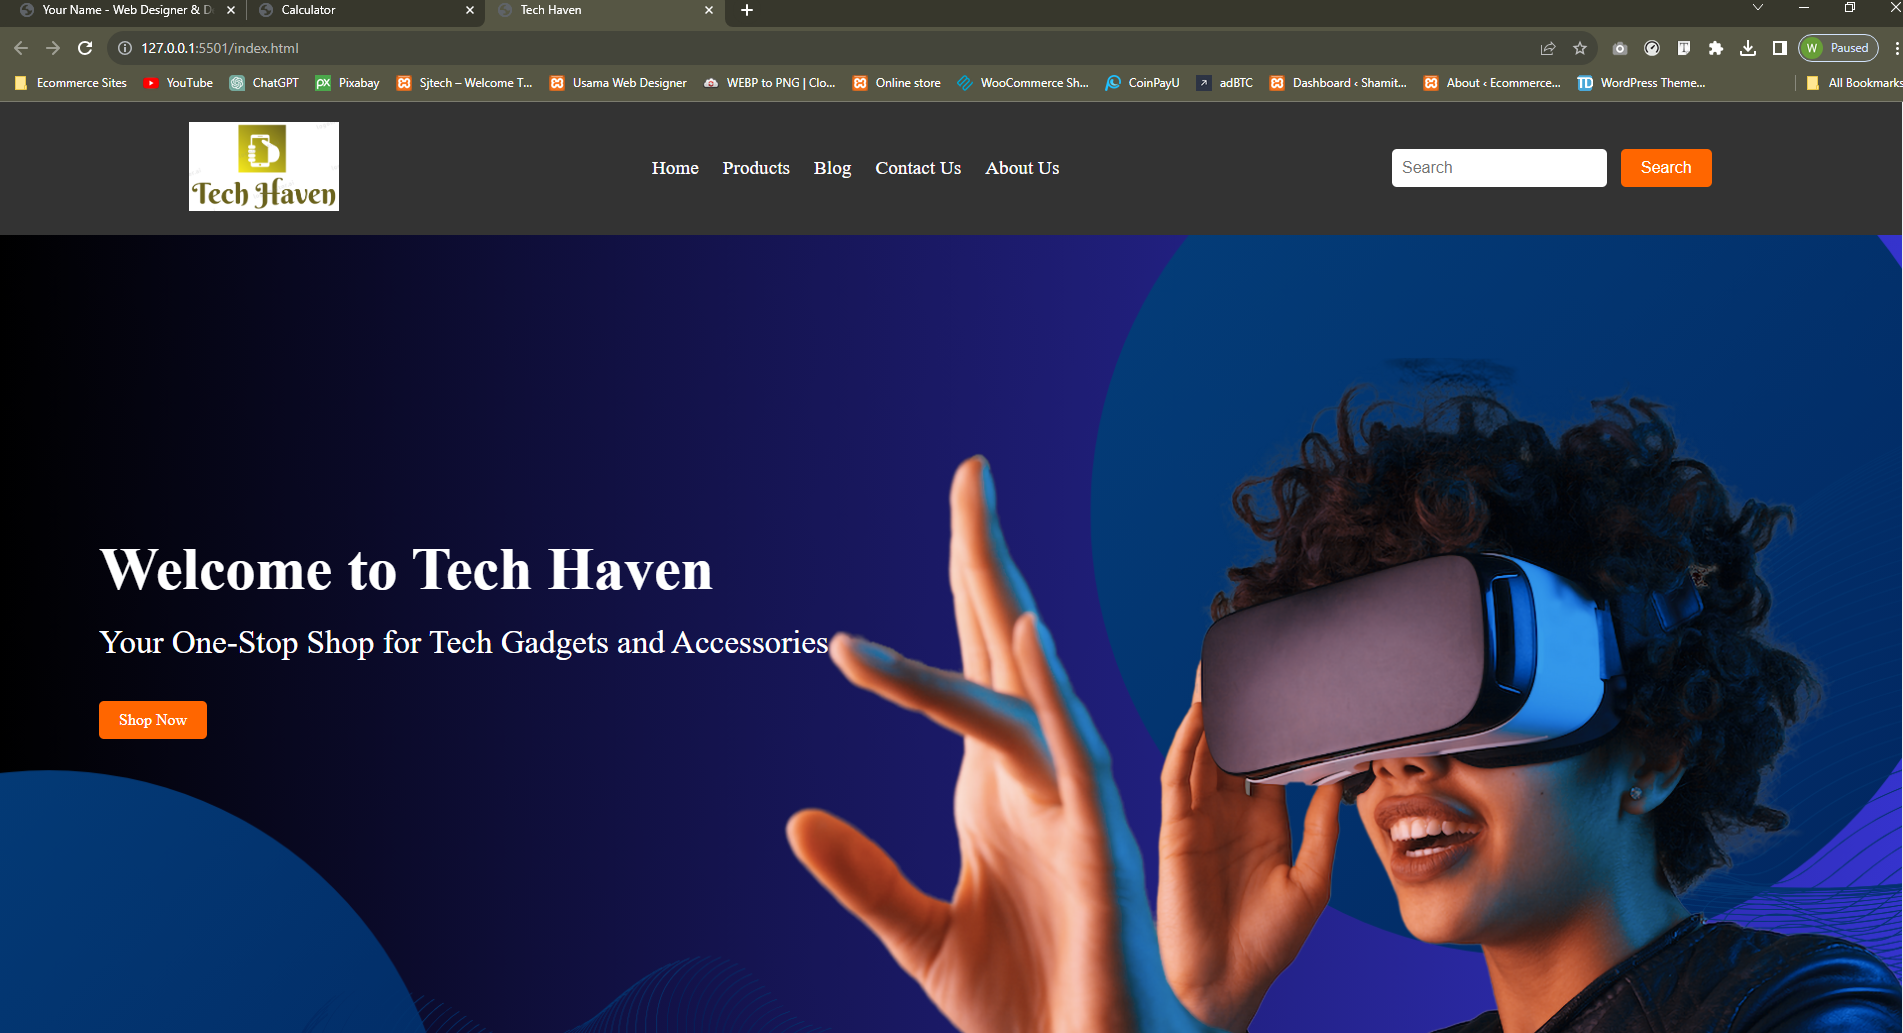 Your Name - Web Designer & D
Calculator
Tech Haven
127.0.0.1:5501/index.html
W Paused
Ecommerce Sites YouTube ChatGPT Pixabay Sjtech – Welcome T... Usama Web Designer WEBP to PNG | Clo... Online store WooCommerce Sh... CoinPayU adBTC Dashboard ‹ Shamit... About ‹ Ecommerce... WordPress Theme... All Bookmarks
Tech Haven
Home Products Blog Contact Us About Us
Search Search
Welcome to Tech Haven
Your One-Stop Shop for Tech Gadgets and Accessories
Shop Now